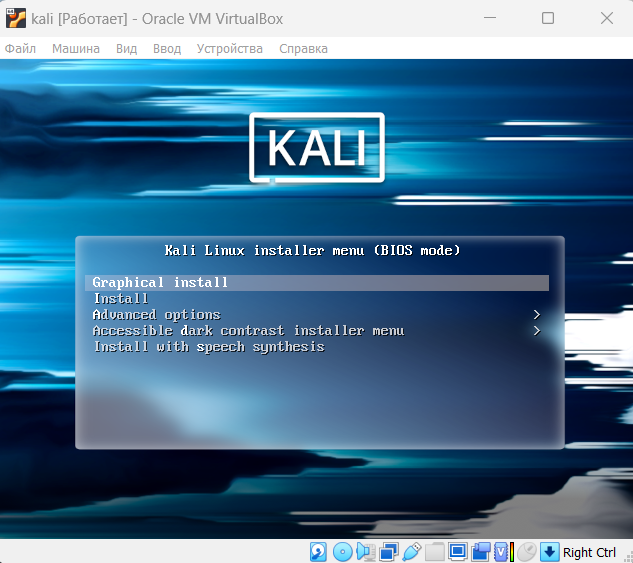 kali [Работает] - Oracle VM VirtualBox
Файл Машина Вид Ввод Устройства Справка
KALI
Kali Linux installer menu (BIOS mode)
Graphical install
Install
Advanced options >
Accessible dark contrast installer menu >
Install with speech synthesis
Right Ctrl